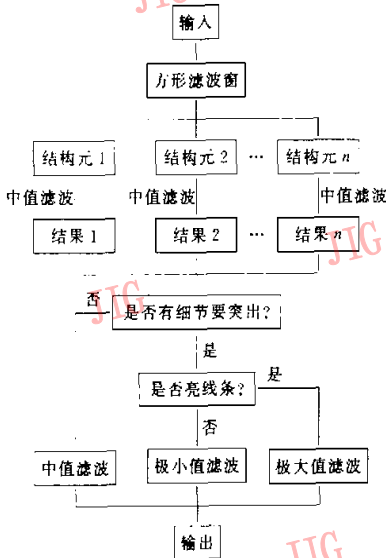 JIG
输入
方形滤波窗
结构元1 结构元2 … 结构元n
中值滤波 中值滤波 中值滤波
结果1 结果2 … 结果n
JIG
否 是否有细节要突出?
JIG
是
是否亮线条? 是
否
中值滤波 极小值滤波 极大值滤波
输出
JIG